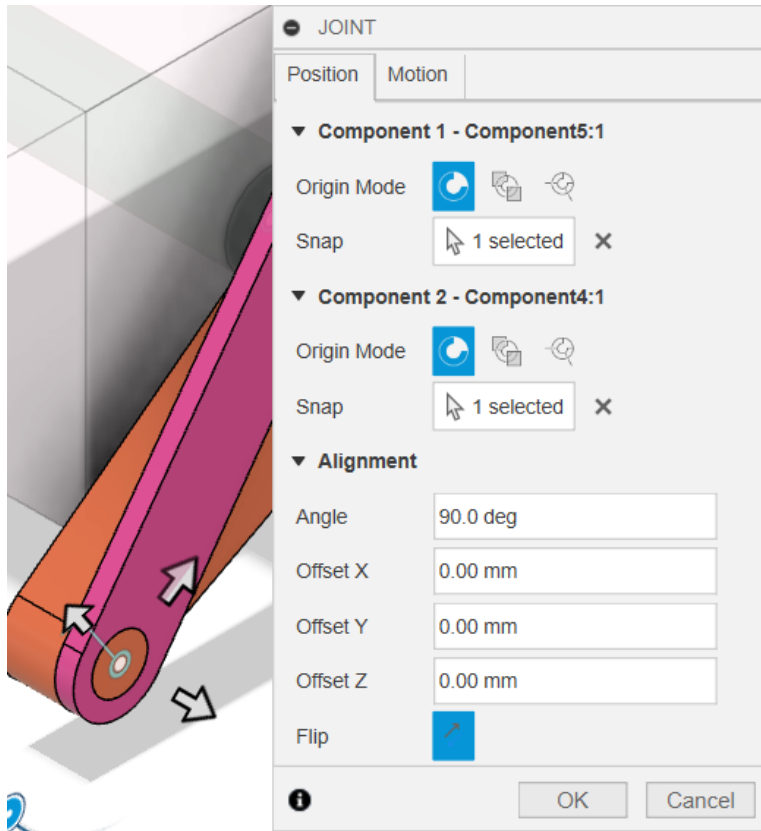 JOINT
Position Motion
Component 1 - Component5:1
Origin Mode
Snap 1 selected
Component 2 - Component4:1
Origin Mode
Snap 1 selected
Alignment
Angle 90.0 deg
Offset X 0.00 mm
Offset Y 0.00 mm
Offset Z 0.00 mm
Flip
OK Cancel